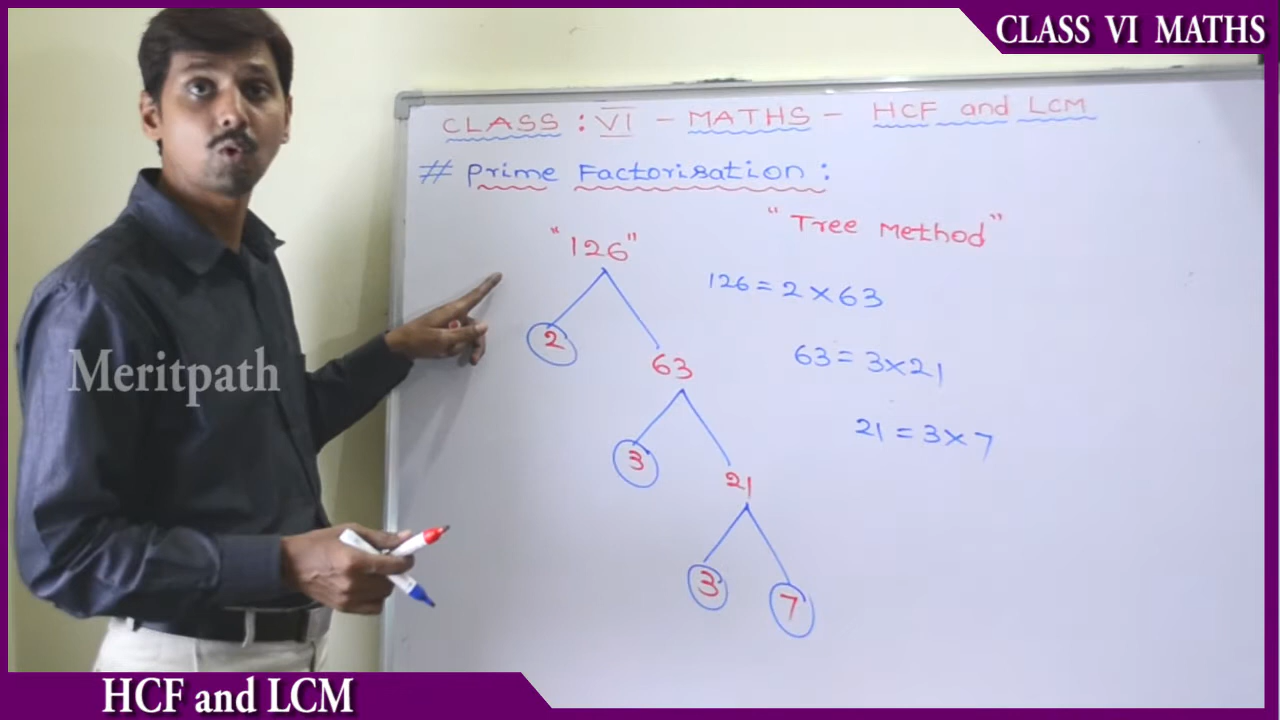 CLASS VI MATHS
CLASS : VI - MATHS - HCF and LCM
# Prime Factorisation :
"Tree Method"
"126"
126 = 2 × 63
2
63
63 = 3×21
21 = 3×7
3
21
3
7
Meritpath
HCF and LCM